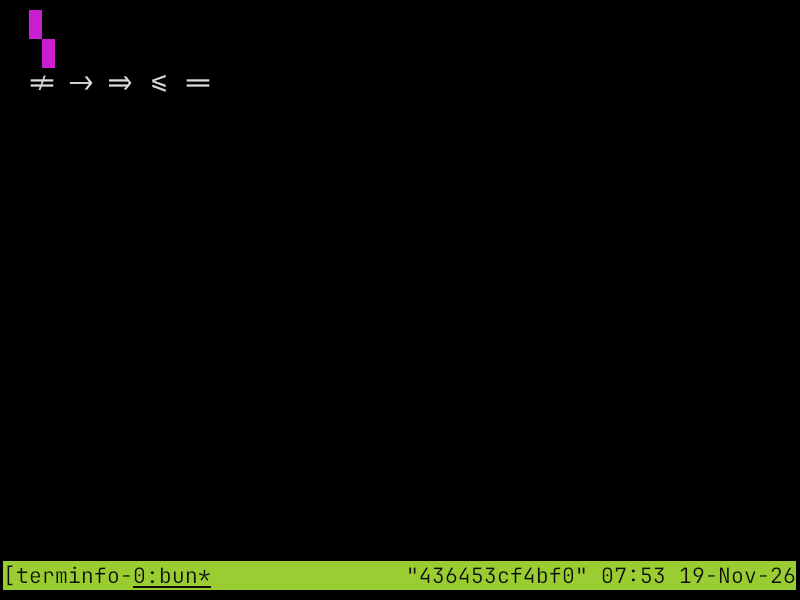 != -> => <= ==
[terminfo-0:bun* "436453cf4bf0" 07:53 19-Nov-26